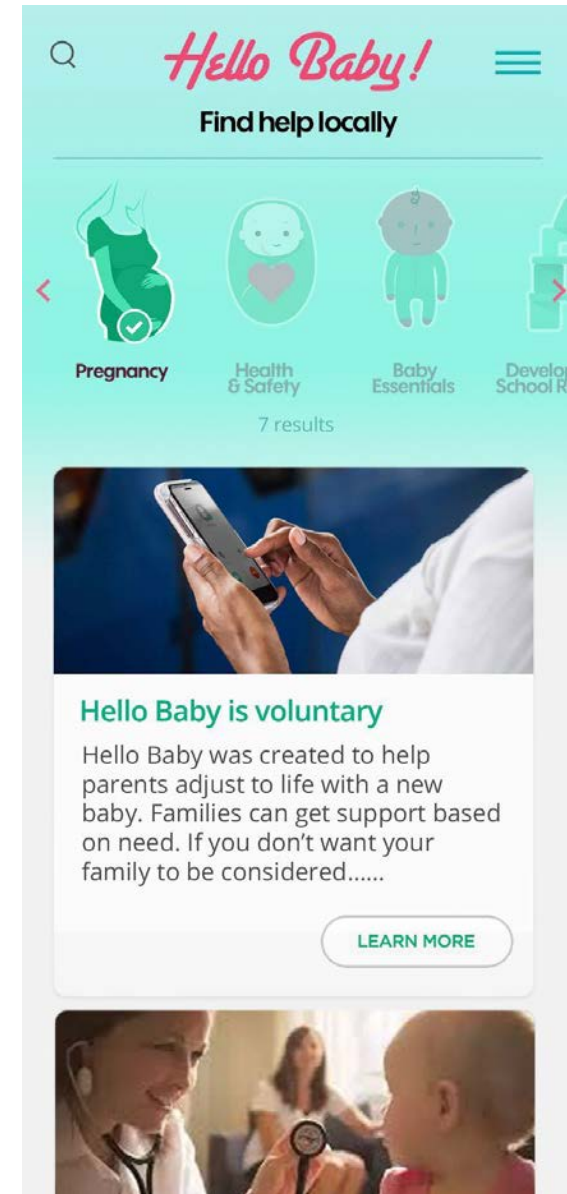 Hello Baby!
Find help locally
Pregnancy
Health
& Safety
Baby
Essentials
Develo
School R
7 results
Hello Baby is voluntary
Hello Baby was created to help
parents adjust to life with a new
baby. Families can get support based
on need. If you don’t want your
family to be considered......
LEARN MORE